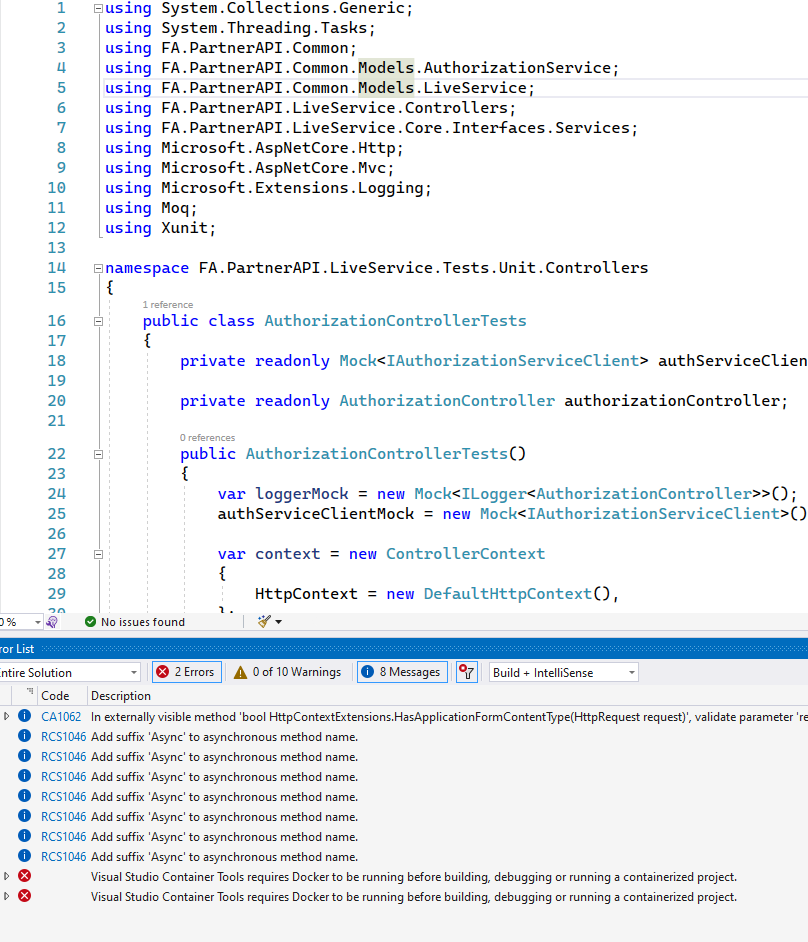 1 using System.Collections.Generic;
2 using System.Threading.Tasks;
3 using FA.PartnerAPI.Common;
4 using FA.PartnerAPI.Common.Models.AuthorizationService;
5 using FA.PartnerAPI.Common.Models.LiveService;
6 using FA.PartnerAPI.LiveService.Controllers;
7 using FA.PartnerAPI.LiveService.Core.Interfaces.Services;
8 using Microsoft.AspNetCore.Http;
9 using Microsoft.AspNetCore.Mvc;
10 using Microsoft.Extensions.Logging;
11 using Moq;
12 using Xunit;
13
14 namespace FA.PartnerAPI.LiveService.Tests.Unit.Controllers
15 {
1 reference
16 public class AuthorizationControllerTests
17 {
18 private readonly Mock<IAuthorizationServiceClient> authServiceClien
19
20 private readonly AuthorizationController authorizationController;
21
0 references
22 public AuthorizationControllerTests()
23 {
24 var loggerMock = new Mock<ILogger<AuthorizationController>>();
25 authServiceClientMock = new Mock<IAuthorizationServiceClient>()
26
27 var context = new ControllerContext
28 {
29 HttpContext = new DefaultHttpContext(),
30 };
0 % No issues found
ror List
ntire Solution 2 Errors 0 of 10 Warnings 8 Messages Build + IntelliSense
Code Description
CA1062 In externally visible method 'bool HttpContextExtensions.HasApplicationFormContentType(HttpRequest request)', validate parameter 're
RCS1046 Add suffix 'Async' to asynchronous method name.
RCS1046 Add suffix 'Async' to asynchronous method name.
RCS1046 Add suffix 'Async' to asynchronous method name.
RCS1046 Add suffix 'Async' to asynchronous method name.
RCS1046 Add suffix 'Async' to asynchronous method name.
RCS1046 Add suffix 'Async' to asynchronous method name.
RCS1046 Add suffix 'Async' to asynchronous method name.
Visual Studio Container Tools requires Docker to be running before building, debugging or running a containerized project.
Visual Studio Container Tools requires Docker to be running before building, debugging or running a containerized project.